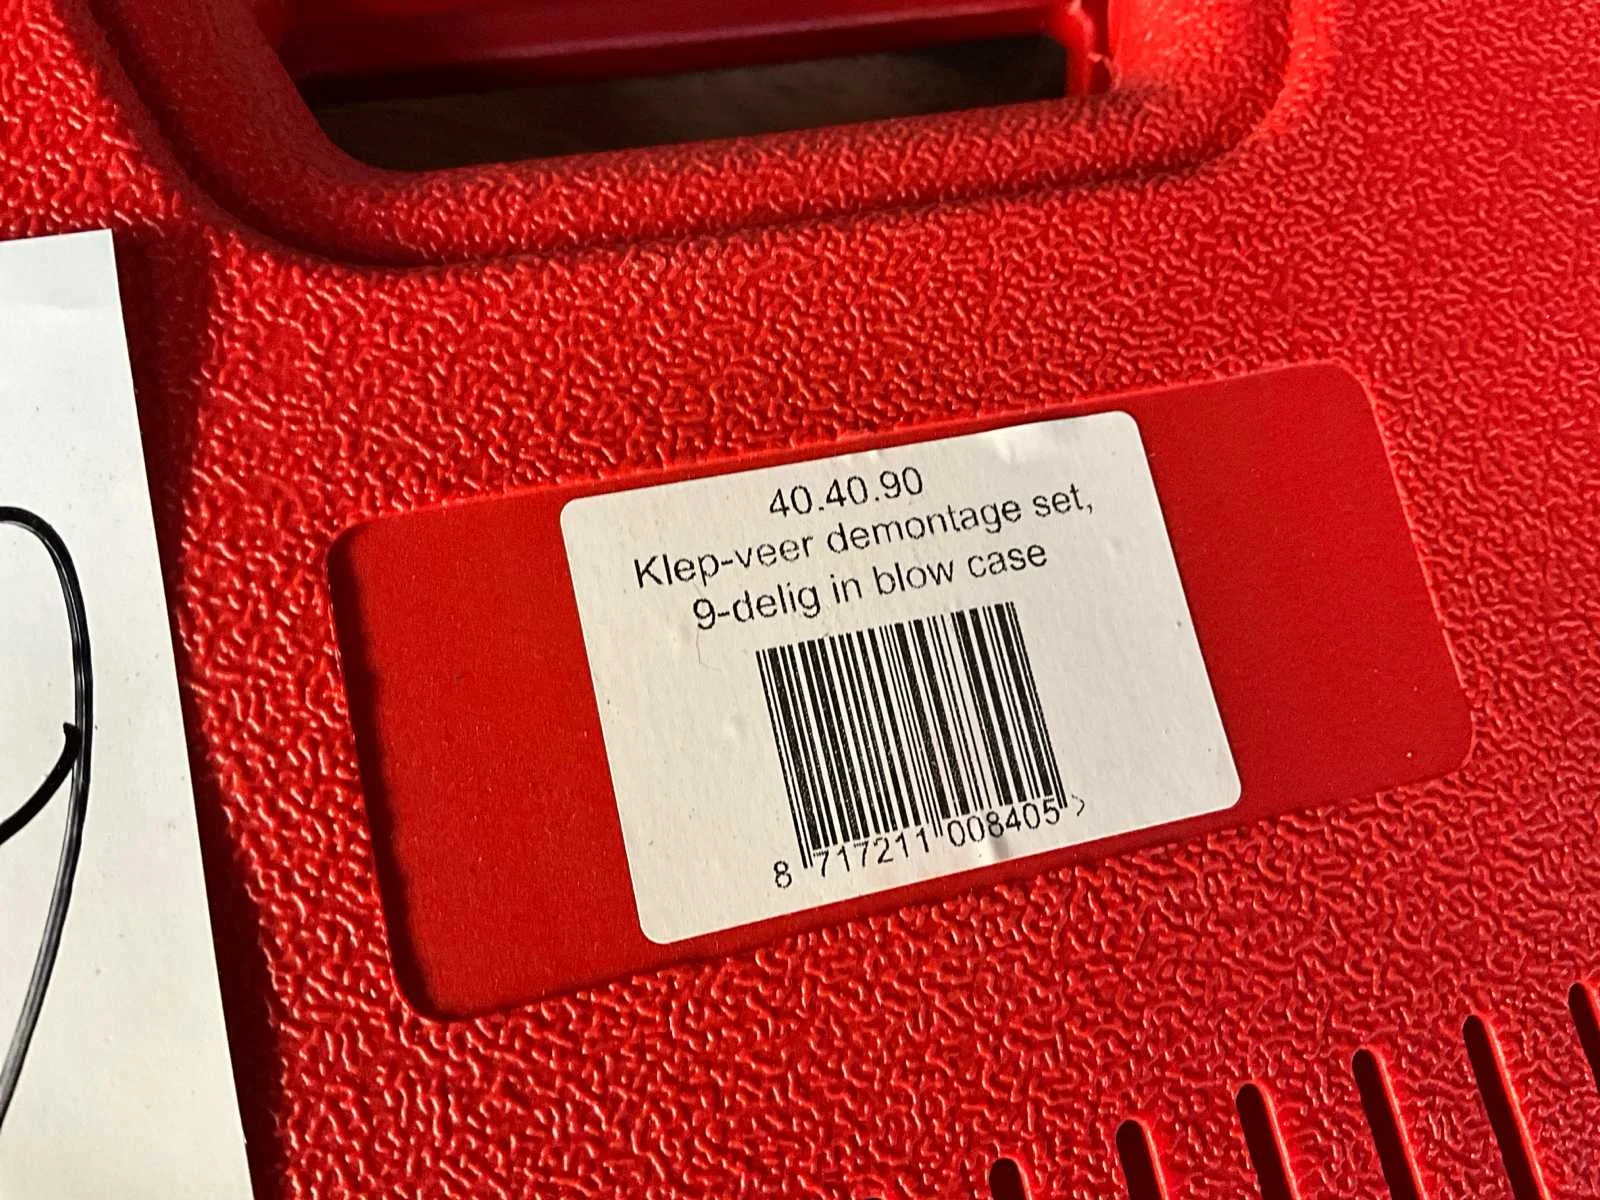 40.40.90
Klep-veer demontage set,
9-delig in blow case
8 717211 008405 >